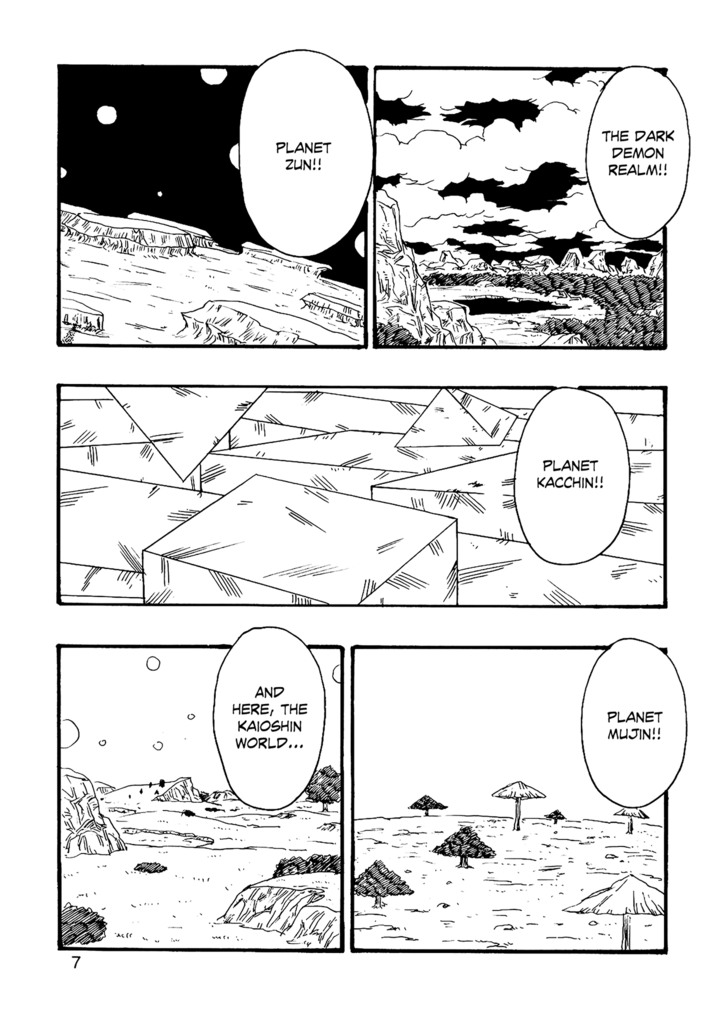 THE DARK
DEMON
REALM!!
PLANET
ZUN!!
PLANET
KACCHIN!!
PLANET
MUJIN!!
AND
HERE, THE
KAIOSHIN
WORLD...
7